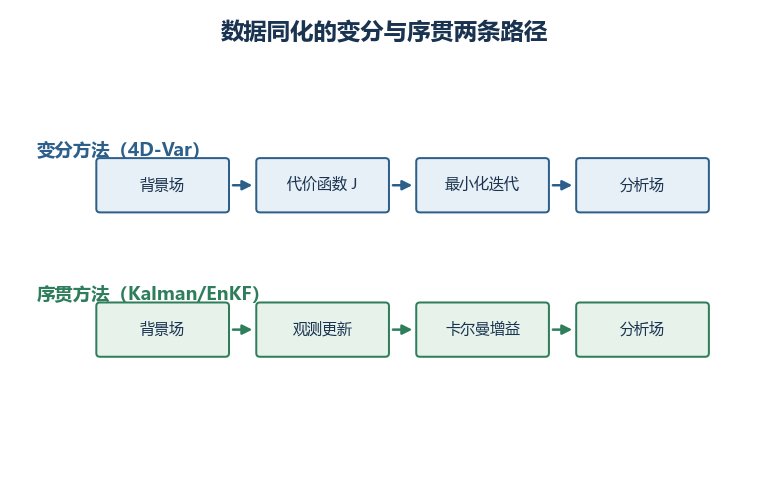 数据同化的变分与序贯两条路径
变分方法（4D-Var）
背景场
代价函数 J
最小化迭代
分析场
序贯方法（Kalman/EnKF）
背景场
观测更新
卡尔曼增益
分析场